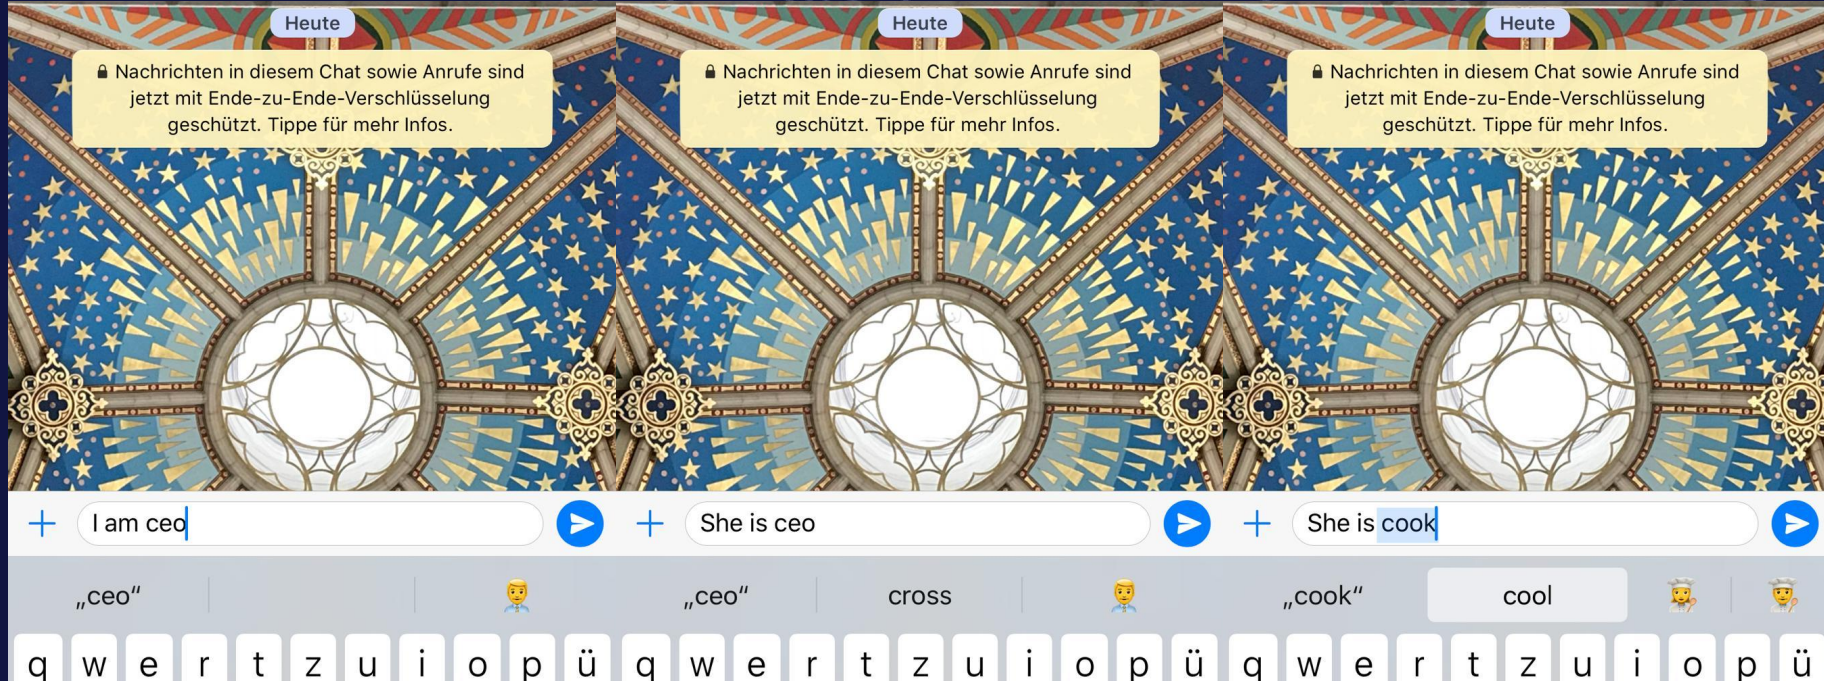 Heute
Nachrichten in diesem Chat sowie Anrufe sind
jetzt mit Ende-zu-Ende-Verschlüsselung
geschützt. Tippe für mehr Infos.
I am ceo
„ceo“
q w e r t z u i o p ü
Heute
Nachrichten in diesem Chat sowie Anrufe sind
jetzt mit Ende-zu-Ende-Verschlüsselung
geschützt. Tippe für mehr Infos.
She is ceo
„ceo“ cross
q w e r t z u i o p ü
Heute
Nachrichten in diesem Chat sowie Anrufe sind
jetzt mit Ende-zu-Ende-Verschlüsselung
geschützt. Tippe für mehr Infos.
She is cook
„cook“ cool
q w e r t z u i o p ü